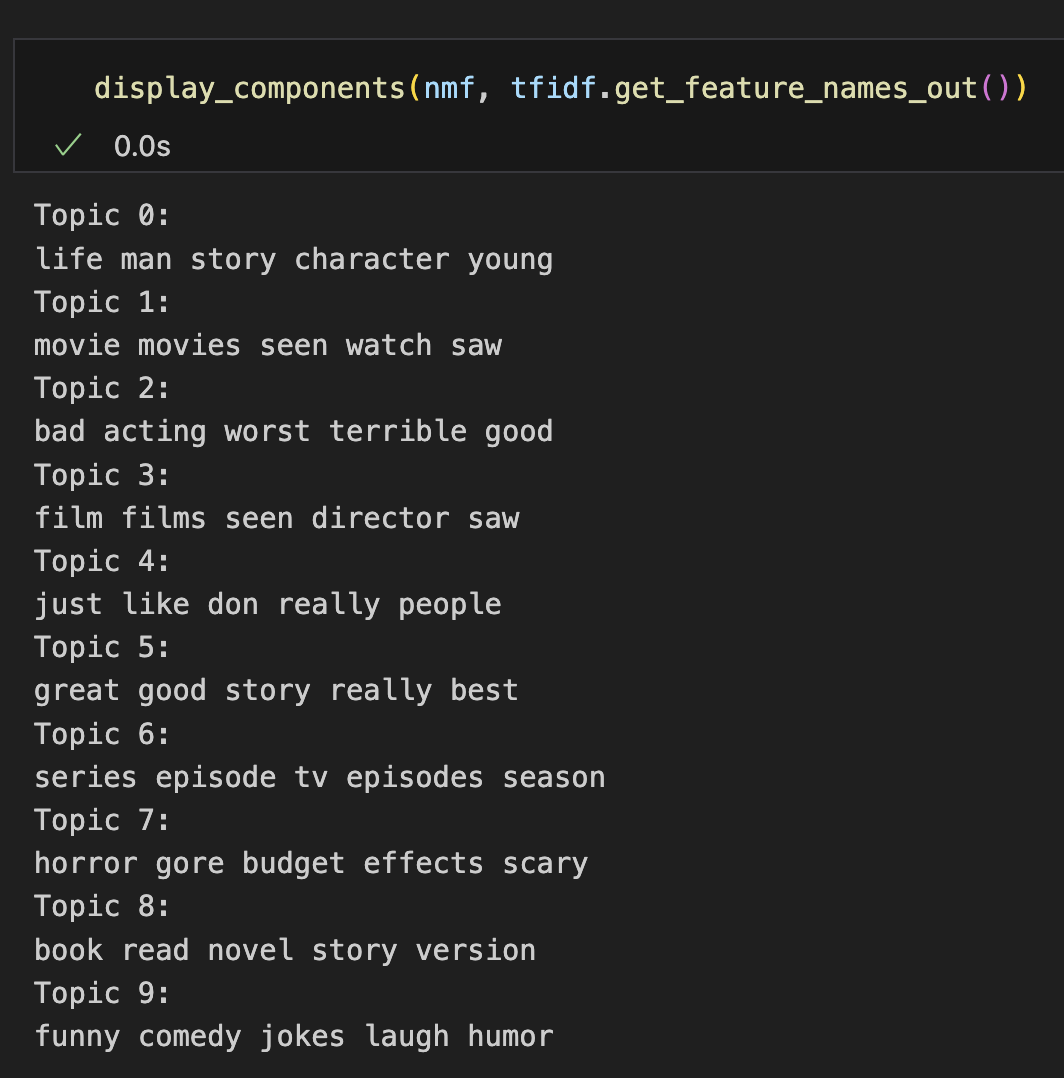 display_components(nmf, tfidf.get_feature_names_out())
0.0s
Topic 0:
life man story character young
Topic 1:
movie movies seen watch saw
Topic 2:
bad acting worst terrible good
Topic 3:
film films seen director saw
Topic 4:
just like don really people
Topic 5:
great good story really best
Topic 6:
series episode tv episodes season
Topic 7:
horror gore budget effects scary
Topic 8:
book read novel story version
Topic 9:
funny comedy jokes laugh humor